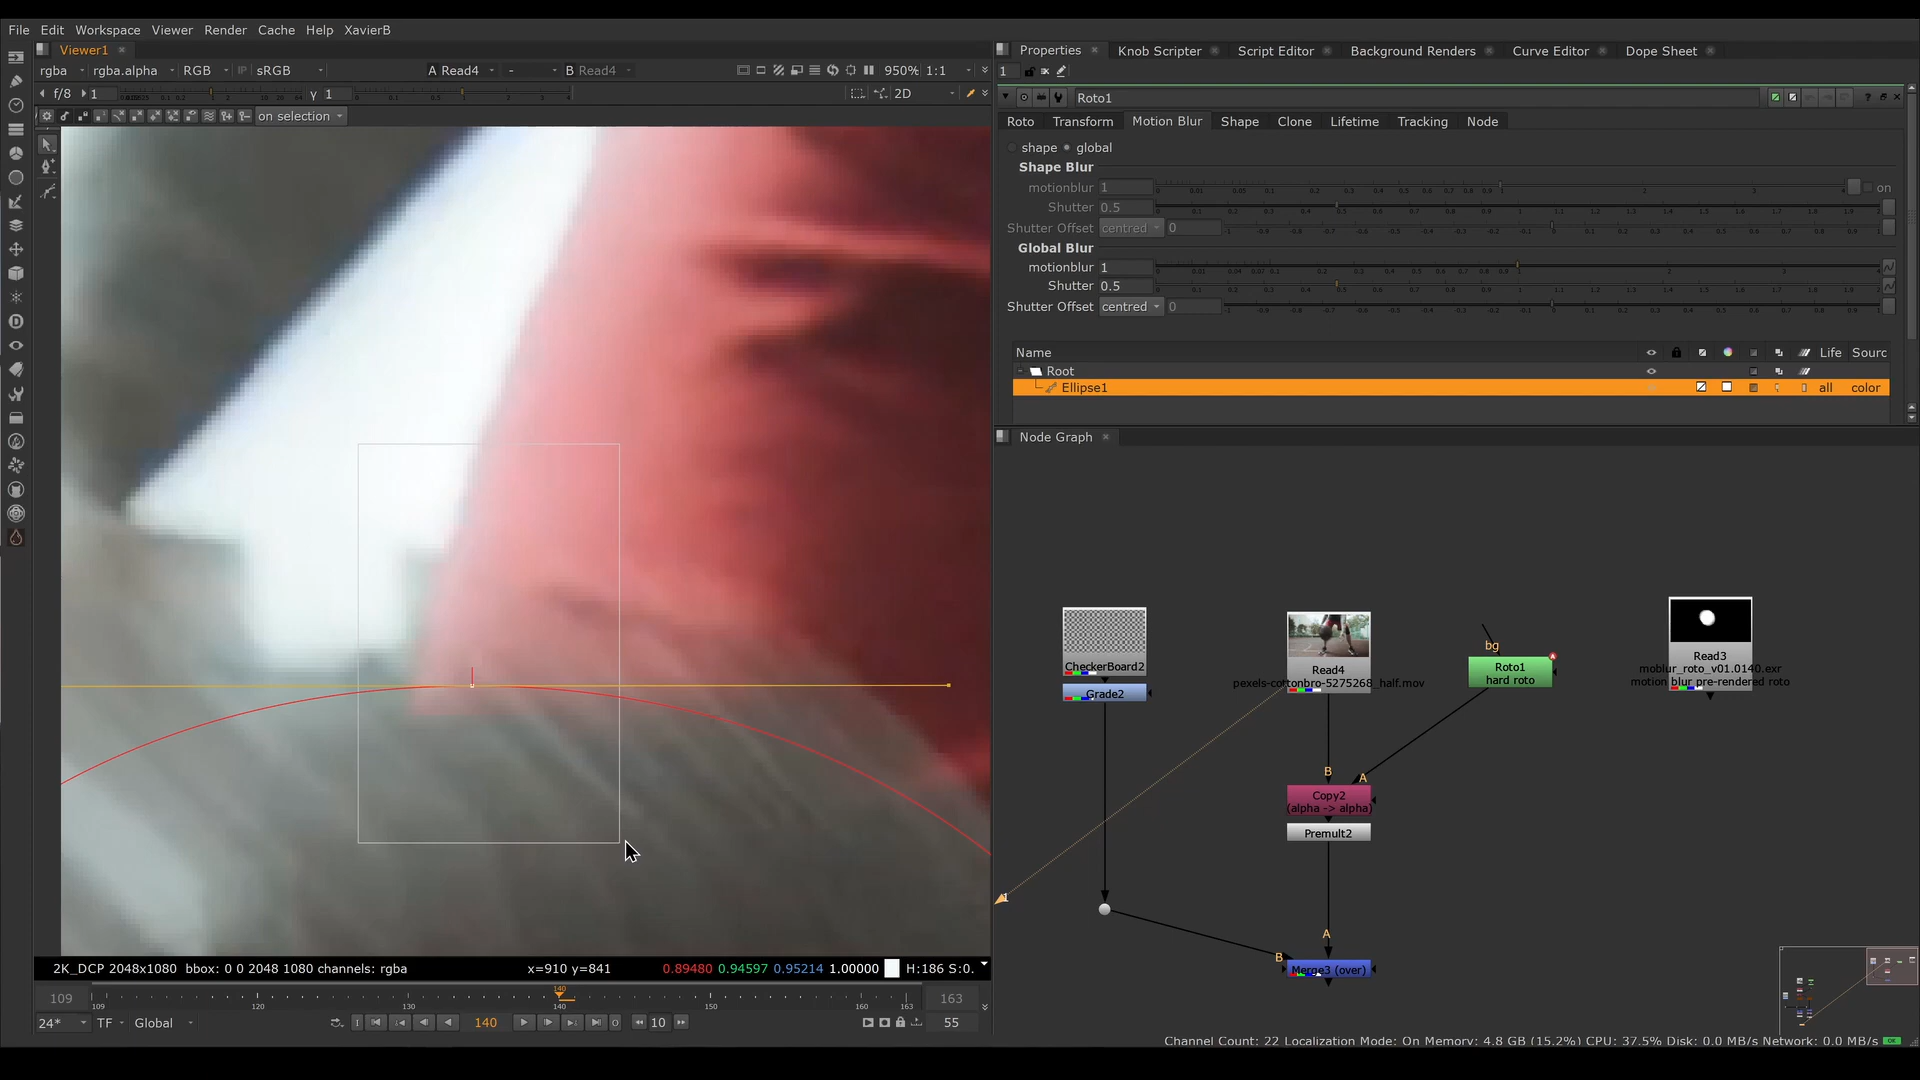 File Edit Workspace Viewer Render Cache Help XavierB
Viewer1
rgba rgba.alpha RGB IP sRGB A Read4 - B Read4 950% 1:1
f/8 1 γ 1 2D
on selection
2K_DCP 2048x1080 bbox: 0 0 2048 1080 channels: rgba x=910 y=841 0.89480 0.94597 0.95214 1.00000 H:186 S:0.
109 140 163
109 120 130 140 150 160 163
24* TF Global 140 10 55
Properties Knob Scripter Script Editor Background Renders Curve Editor Dope Sheet
1
Roto1
Roto Transform Motion Blur Shape Clone Lifetime Tracking Node
shape global
Shape Blur
motionblur 1 on
Shutter 0.5
Shutter Offset centred 0
Global Blur
motionblur 1
Shutter 0.5
Shutter Offset centred 0
Name Life Sourc
Root
Ellipse1 all color
Node Graph
CheckerBoard2
Grade2
Read4
pexels-cottonbro-5275268_half.mov
bg
Roto1
hard roto
Read3
moblur_roto_v01.0140.exr
motion blur pre-rendered roto
B A
Copy2
(alpha -> alpha)
Premult2
1
A
B
Merge3 (over)
Channel Count: 22 Localization Mode: On Memory: 4.8 GB (15.2%) CPU: 37.5% Disk: 0.0 MB/s Network: 0.0 MB/s